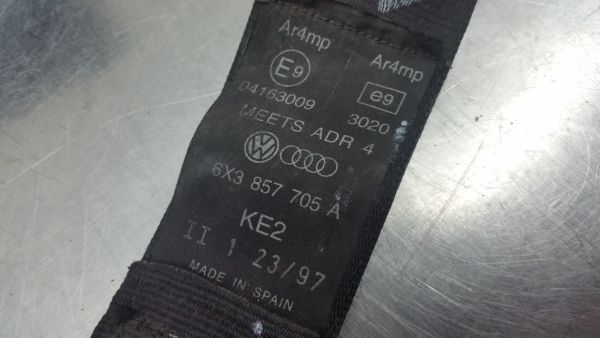 Ar4mp Ar4mp
E9 e9
04163009 3020
MEETS ADR 4
6X3 857 705 A
KE2
II 1 23/97
MADE IN SPAIN